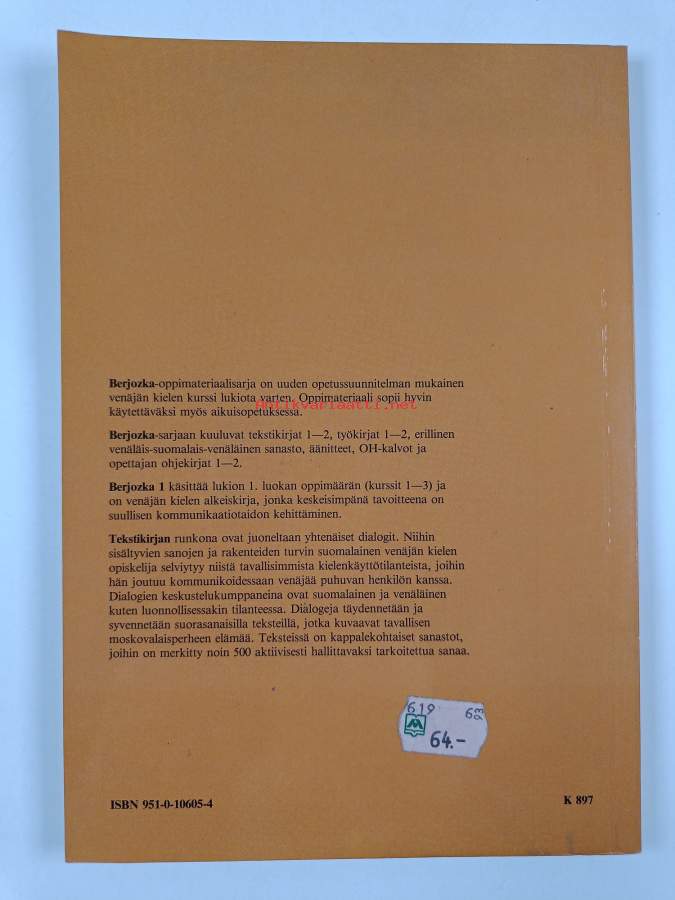 Berjozka-oppimateriaalisarja on uuden opetussuunnitelman mukainen
venäjän kielen kurssi lukiota varten. Oppimateriaali sopii hyvin
Antikvariaatti.net
käytettäväksi myös aikuisopetuksessa.
Berjozka-sarjaan kuuluvat tekstikirjat 1—2, työkirjat 1—2, erillinen
venäläis-suomalais-venäläinen sanasto, äänitteet, OH-kalvot ja
opettajan ohjekirjat 1—2.
Berjozka 1 käsittää lukion 1. luokan oppimäärän (kurssit 1—3) ja
on venäjän kielen alkeiskirja, jonka keskeisimpänä tavoitteena on
suullisen kommunikaatiotaidon kehittäminen.
Tekstikirjan runkona ovat juoneltaan yhtenäiset dialogit. Niihin
sisältyvien sanojen ja rakenteiden turvin suomalainen venäjän kielen
opiskelija selviytyy niistä tavallisimmista kielenkäyttötilanteista, joihin
hän joutuu kommunikoidessaan venäjää puhuvan henkilön kanssa.
Dialogien keskustelukumppaneina ovat suomalainen ja venäläinen
kuten luonnollisessakin tilanteessa. Dialogeja täydennetään ja
syvennetään suorasanaisilla teksteillä, jotka kuvaavat tavallisen
moskovalaisperheen elämää. Teksteissä on kappalekohtaiset sanastot,
joihin on merkitty noin 500 aktiivisesti hallittavaksi tarkoitettua sanaa.
619
64.-
ISBN 951-0-10605-4
K 897